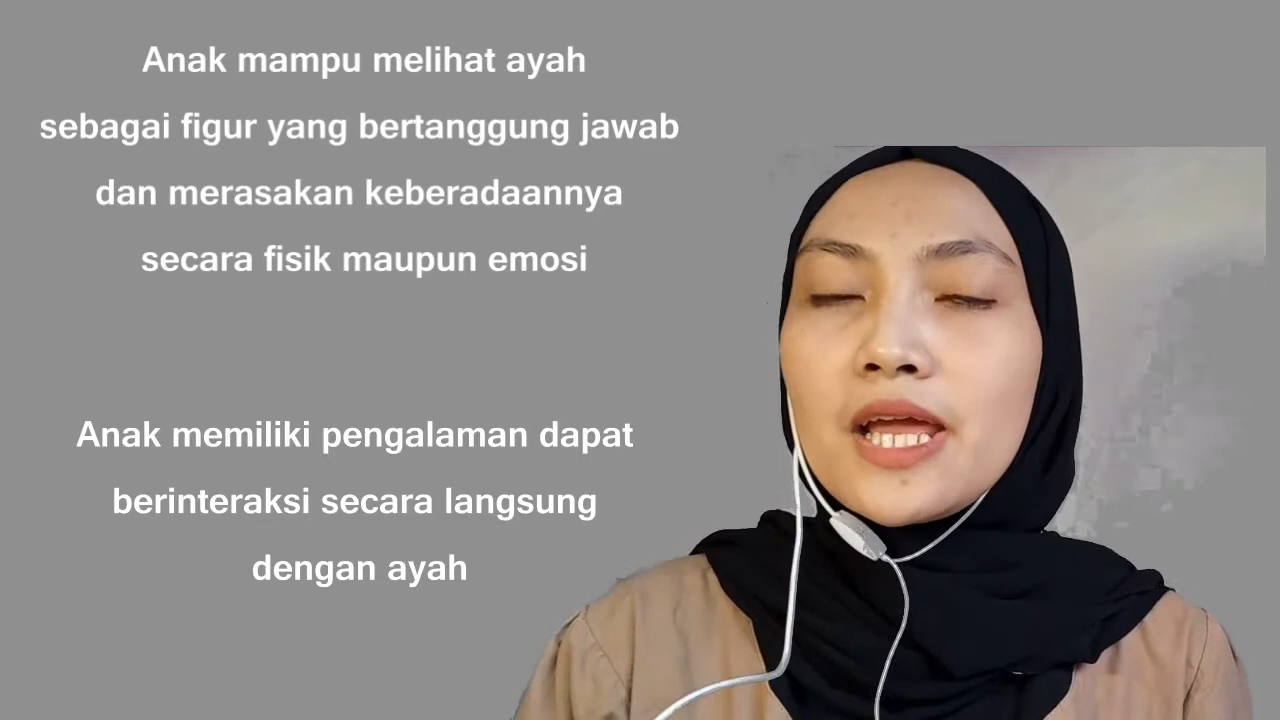 Anak mampu melihat ayah
sebagai figur yang bertanggung jawab
dan merasakan keberadaannya
secara fisik maupun emosi
Anak memiliki pengalaman dapat
berinteraksi secara langsung
dengan ayah